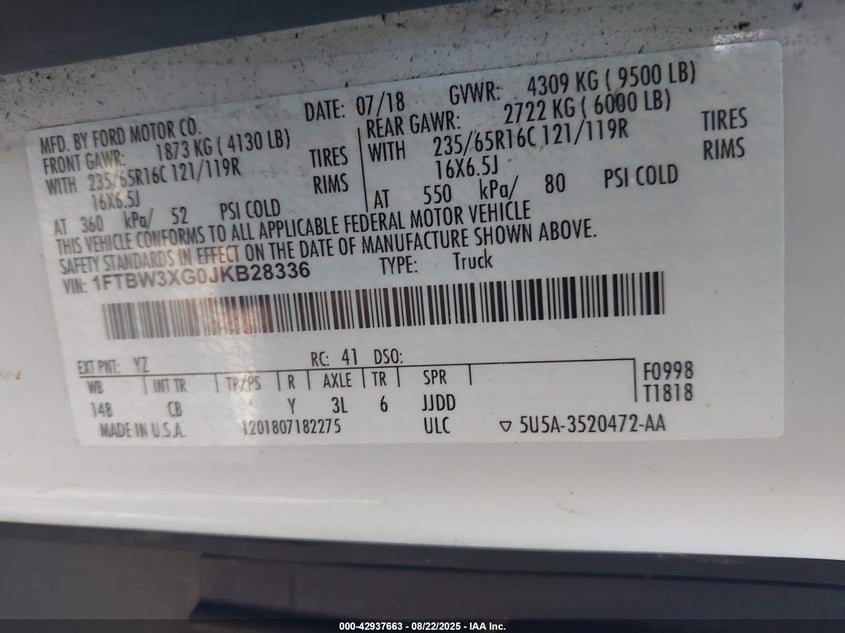 MFD. BY FORD MOTOR CO. DATE: 07/18 GVWR: 4309 KG ( 9500 LB)
FRONT GAWR: 1873 KG ( 4130 LB) REAR GAWR: 2722 KG ( 6000 LB)
WITH 235/65R16C 121/119R TIRES WITH 235/65R16C 121/119R TIRES
16X6.5J RIMS 16X6.5J RIMS
AT 360 kPa/ 52 PSI COLD AT 550 kPa/ 80 PSI COLD
THIS VEHICLE CONFORMS TO ALL APPLICABLE FEDERAL MOTOR VEHICLE
SAFETY STANDARDS IN EFFECT ON THE DATE OF MANUFACTURE SHOWN ABOVE.
VIN: 1FTBW3XG0JKB28336 TYPE: Truck
EXT PNT: YZ RC: 41 DSO:
WB INT TR TP/PS R AXLE TR SPR F0998
148 CB Y 3L 6 JJDD T1818
MADE IN U.S.A. 1201807182275 ULC ▽ 5U5A-3520472-AA
000-42937663 - 08/22/2025 - IAA Inc.